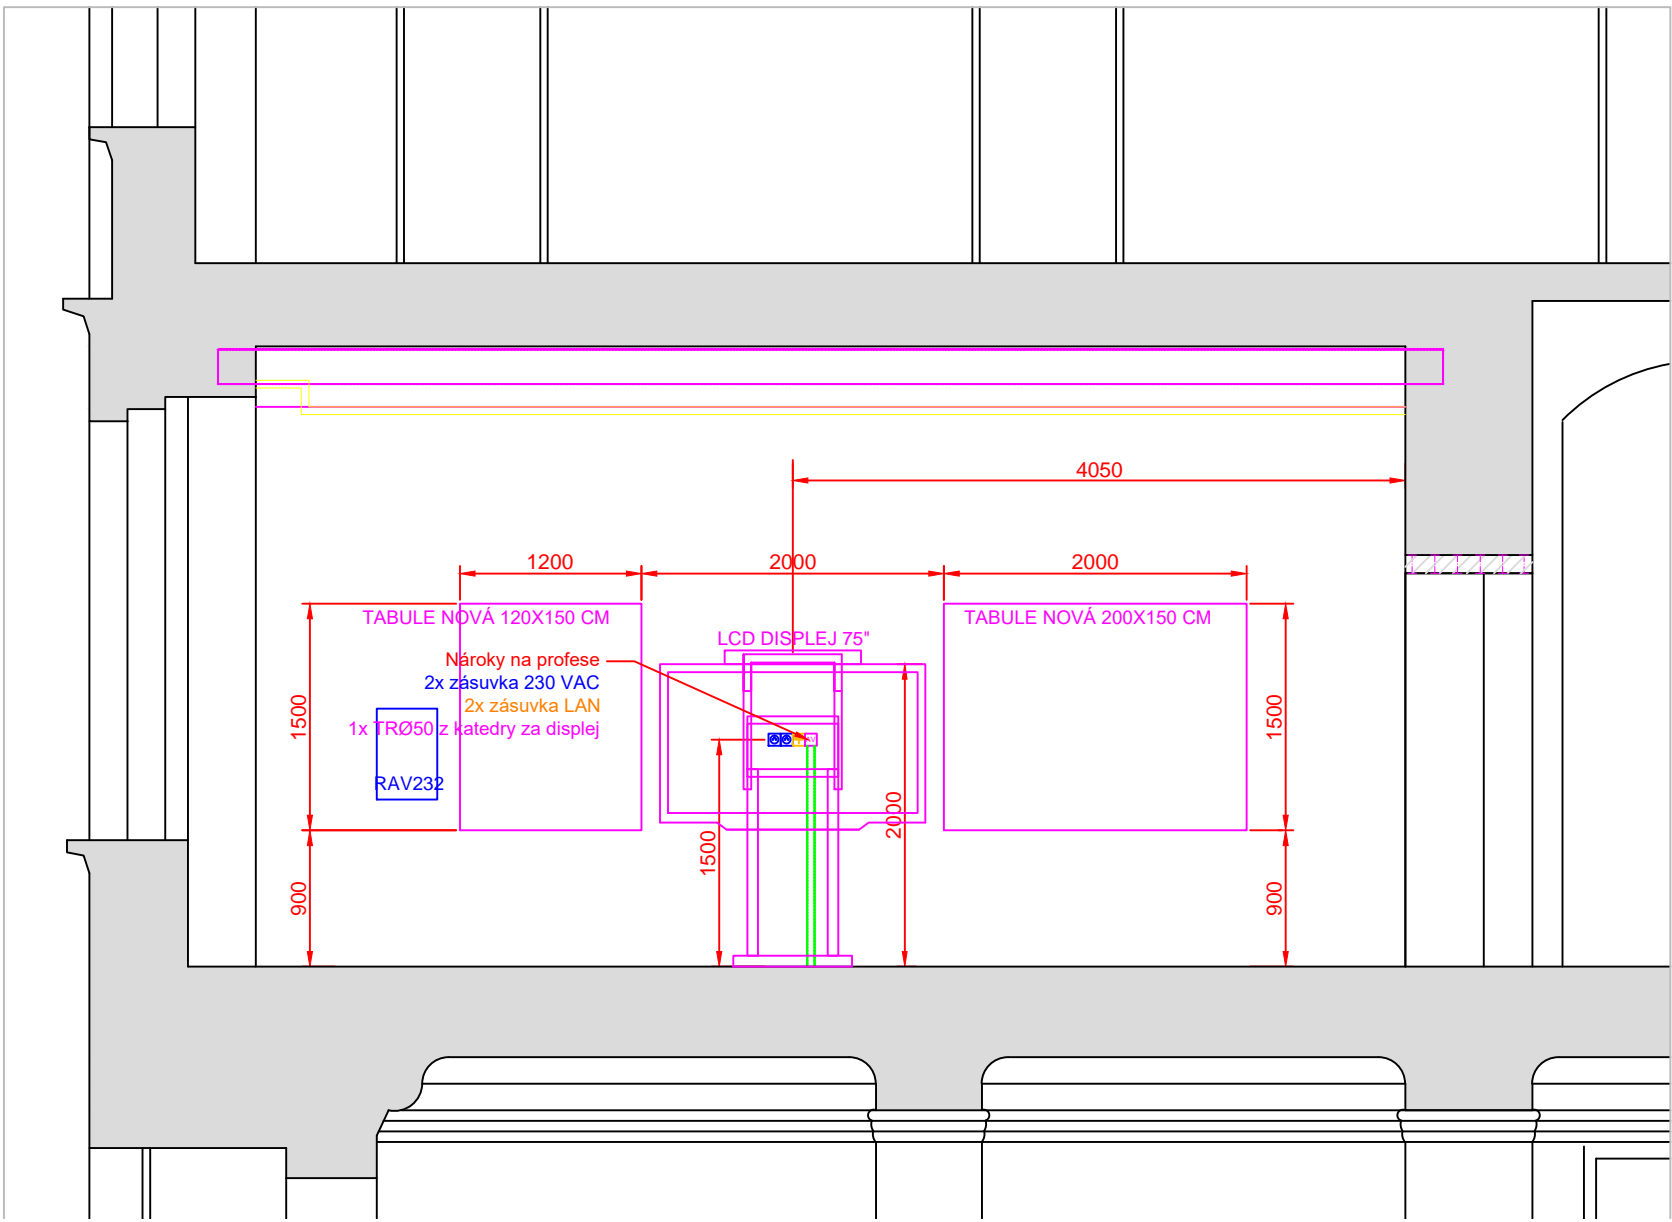 4050
1200
2000
2000
TABULE NOVÁ 120X150 CM
TABULE NOVÁ 200X150 CM
LCD DISPLEJ 75"
Nároky na profese
2x zásuvka 230 VAC
2x zásuvka LAN
1x TRØ50 z katedry za displej
RAV232
1500
1500
2000
1500
900
900